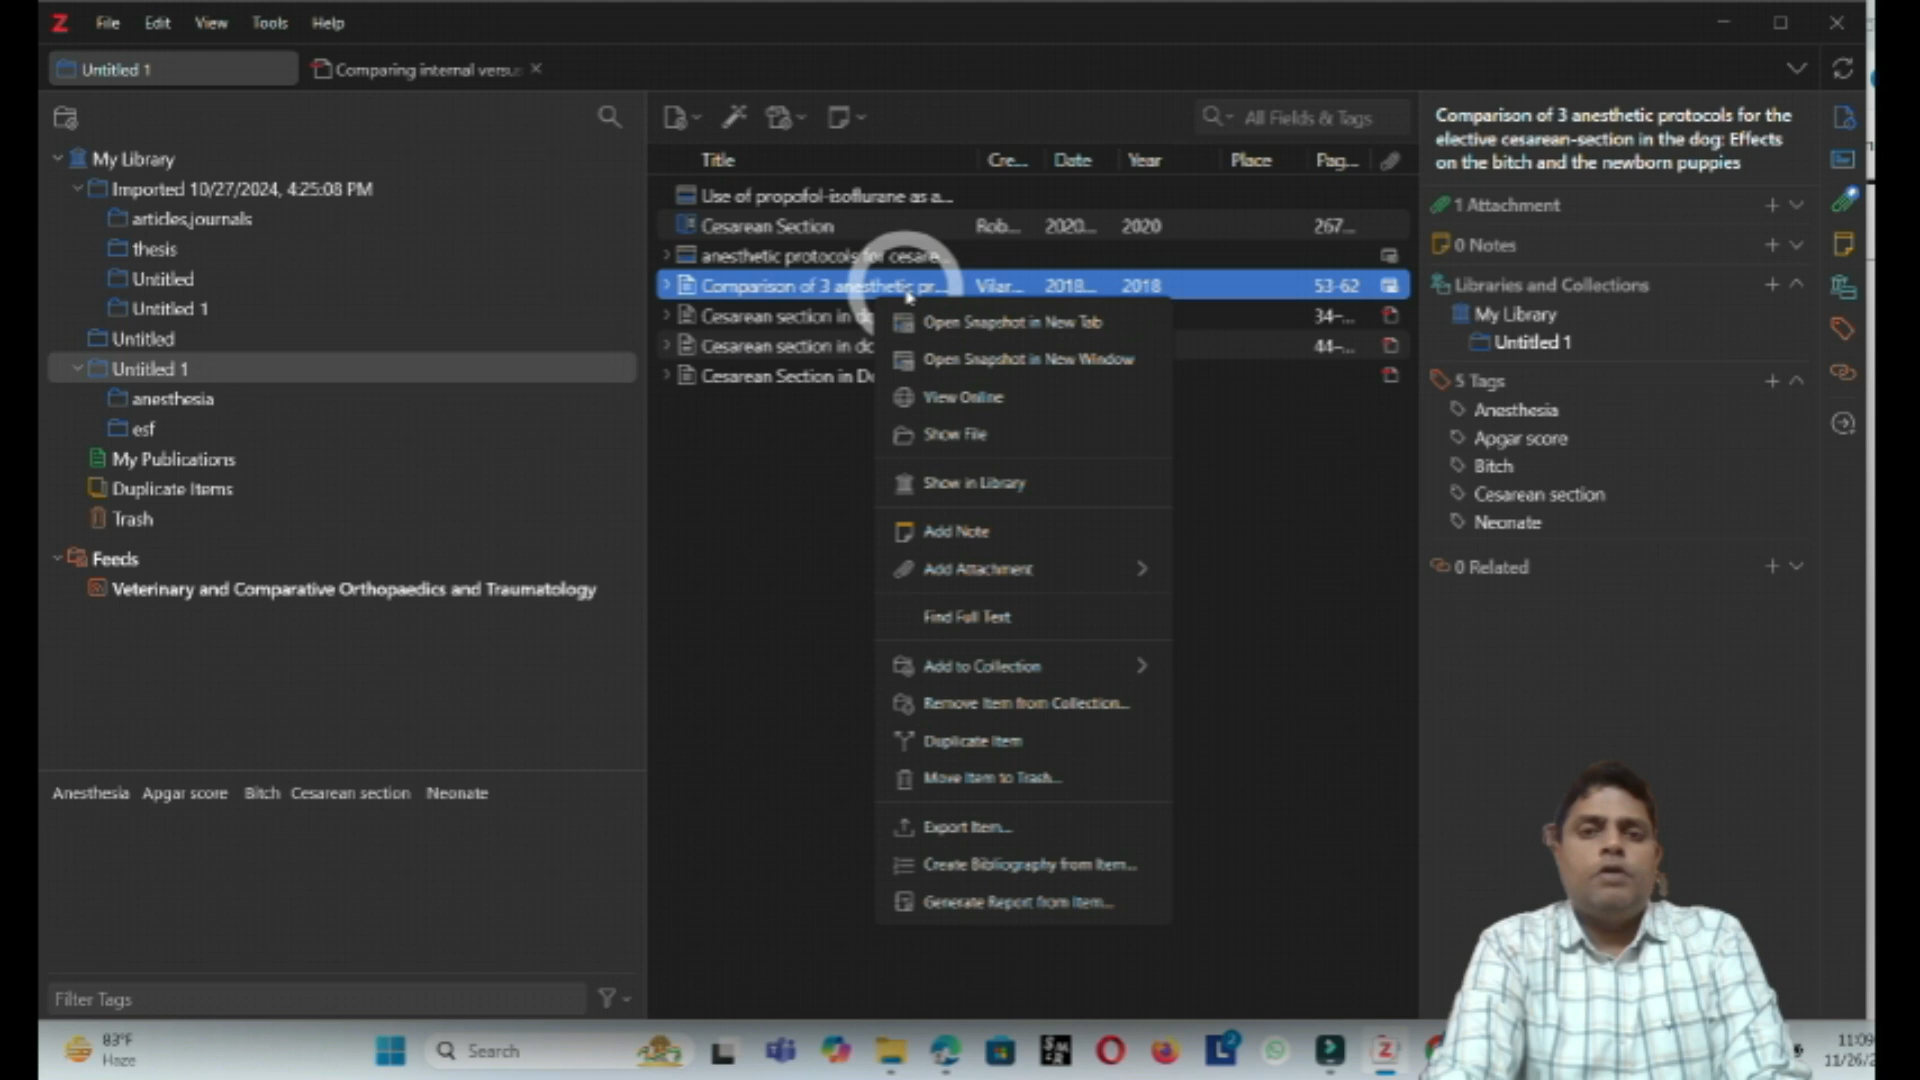 Z File Edit View Tools Help
Untitled 1
Comparing internal versu
My Library
Imported 10/27/2024, 4:25:08 PM
articles,journals
thesis
Untitled
Untitled 1
Untitled
Untitled 1
anesthesia
esf
My Publications
Duplicate Items
Trash
Feeds
Veterinary and Comparative Orthopaedics and Traumatology
Anesthesia Apgar score Bitch Cesarean section Neonate
Filter Tags
All Fields & Tags
Title Cre... Date Year Place Pag...
Use of propofol-isoflurane as a...
Cesarean Section Rob... 2020... 2020 267...
anesthetic protocols for cesare...
Comparison of 3 anesthetic pr... Vilar... 2018... 2018 53-62
Cesarean section in do 34-...
Cesarean section in dc 44-...
Cesarean Section in Do
Open Snapshot in New Tab
Open Snapshot in New Window
View Online
Show File
Show in Library
Add Note
Add Attachment
Find Full Text
Add to Collection
Remove Item from Collection...
Duplicate Item
Move Item to Trash...
Export Item...
Create Bibliography from Item...
Generate Report from Item...
Comparison of 3 anesthetic protocols for the
elective cesarean-section in the dog: Effects
on the bitch and the newborn puppies
1 Attachment
0 Notes
Libraries and Collections
My Library
Untitled 1
5 Tags
Anesthesia
Apgar score
Bitch
Cesarean section
Neonate
0 Related
83°F
Haze
Search
11:09
11/26/2